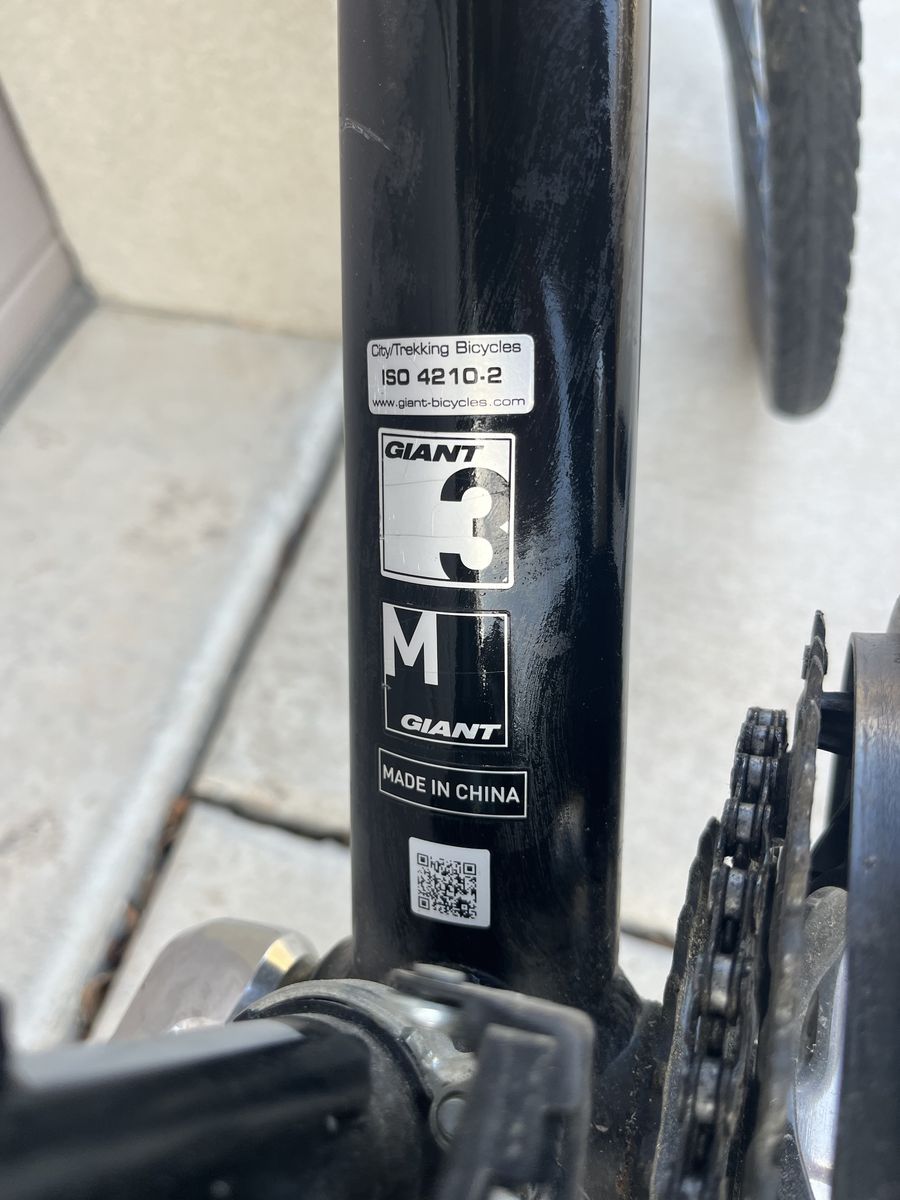 City/Trekking Bicycles
ISO 4210-2
www.giant-bicycles.com
GIANT
3
M
GIANT
MADE IN CHINA